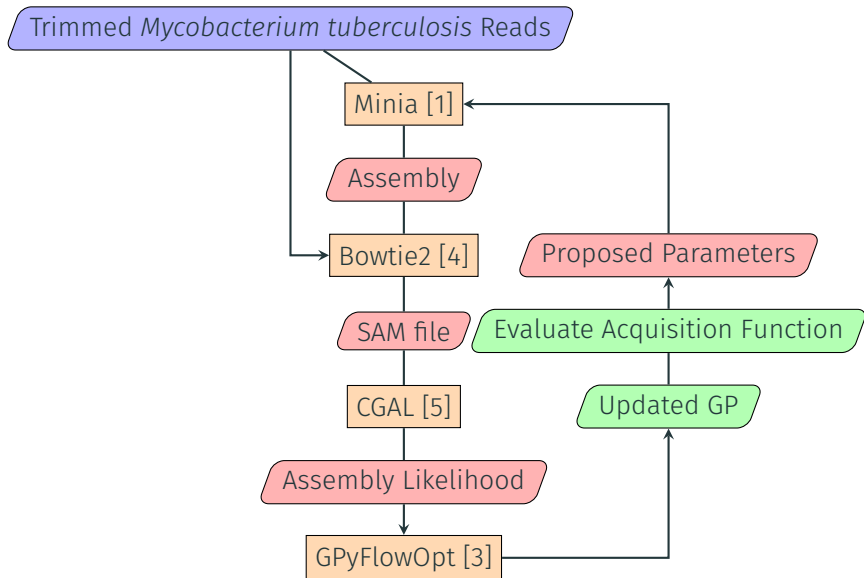 Trimmed Mycobacterium tuberculosis Reads
Minia [1]
Assembly
Bowtie2 [4]
Proposed Parameters
SAM file
Evaluate Acquisition Function
CGAL [5]
Updated GP
Assembly Likelihood
GPyFlowOpt [3]